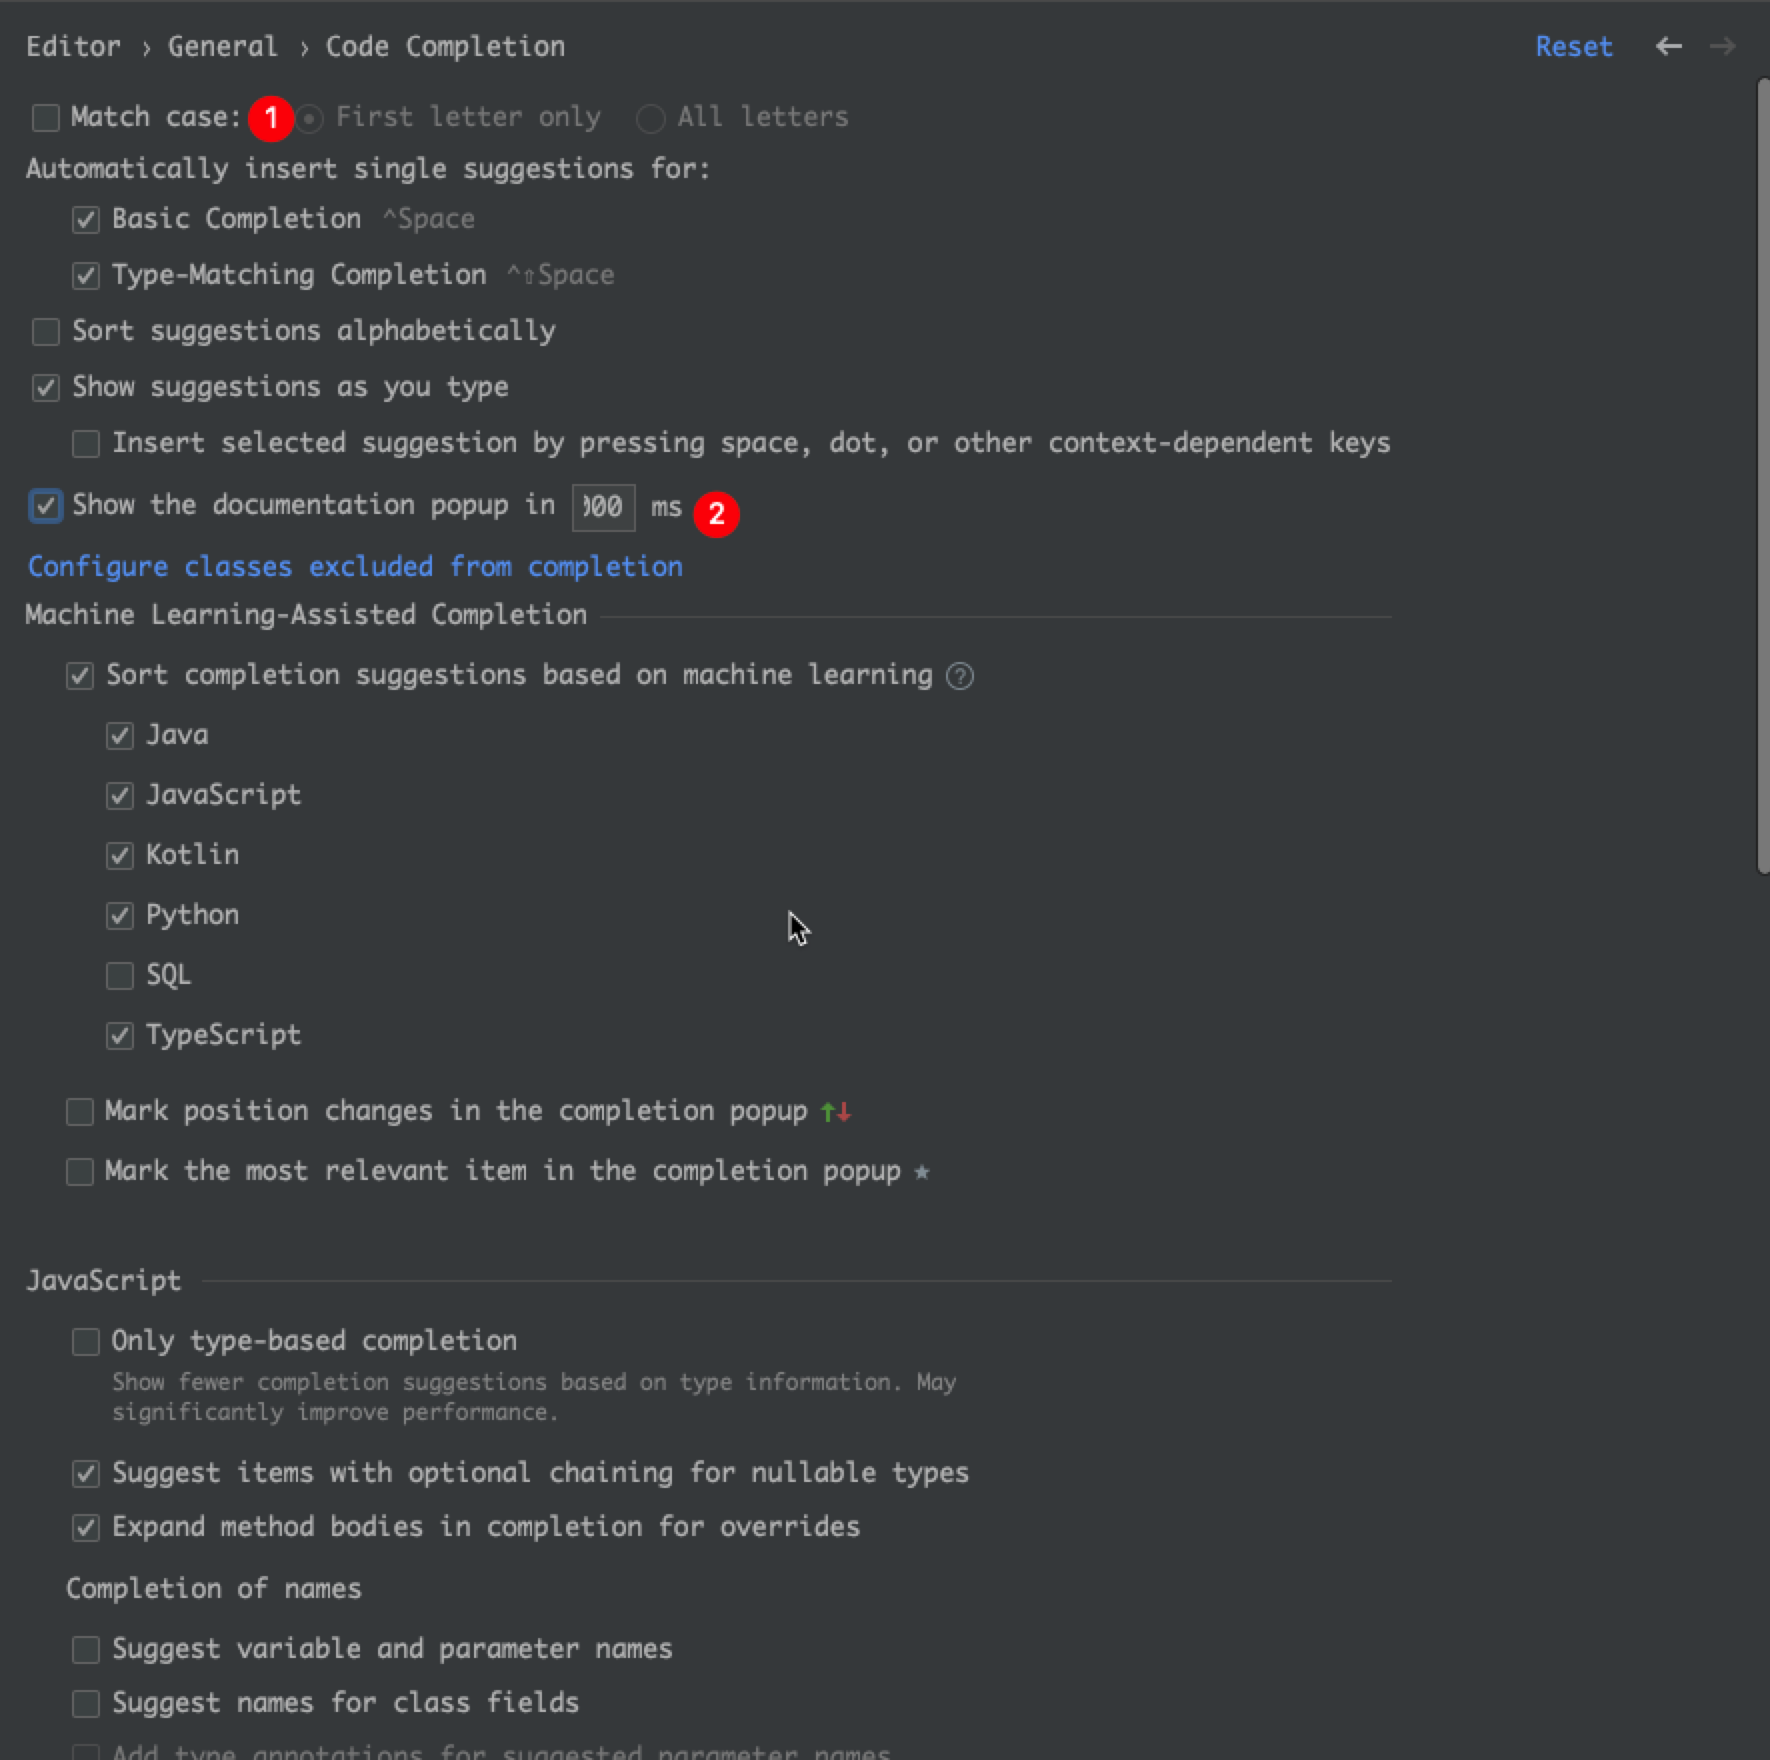 Editor › General › Code Completion Reset
Match case: 1 First letter only All letters
Automatically insert single suggestions for:
Basic Completion ^Space
Type-Matching Completion ^⇧Space
Sort suggestions alphabetically
Show suggestions as you type
Insert selected suggestion by pressing space, dot, or other context-dependent keys
Show the documentation popup in 00 ms 2
Configure classes excluded from completion
Machine Learning-Assisted Completion
Sort completion suggestions based on machine learning ?
Java
JavaScript
Kotlin
Python
SQL
TypeScript
Mark position changes in the completion popup ↑↓
Mark the most relevant item in the completion popup ★
JavaScript
Only type-based completion
Show fewer completion suggestions based on type information. May
significantly improve performance.
Suggest items with optional chaining for nullable types
Expand method bodies in completion for overrides
Completion of names
Suggest variable and parameter names
Suggest names for class fields
Add type annotations for suggested parameter names